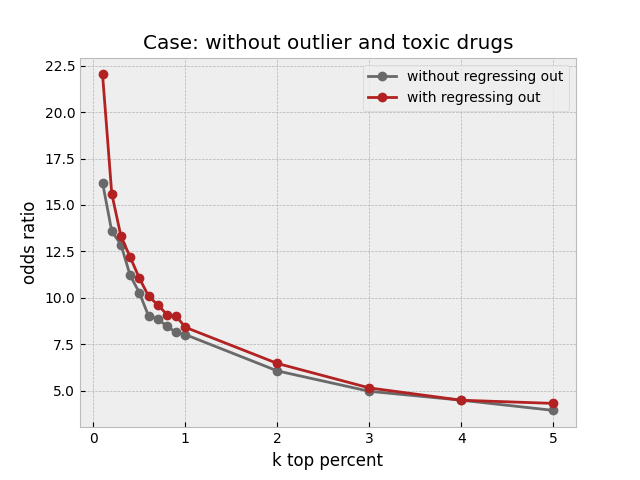 Case: without outlier and toxic drugs
without regressing out
with regressing out
odds ratio
22.5
20.0
17.5
15.0
12.5
10.0
7.5
5.0
0 1 2 3 4 5
k top percent